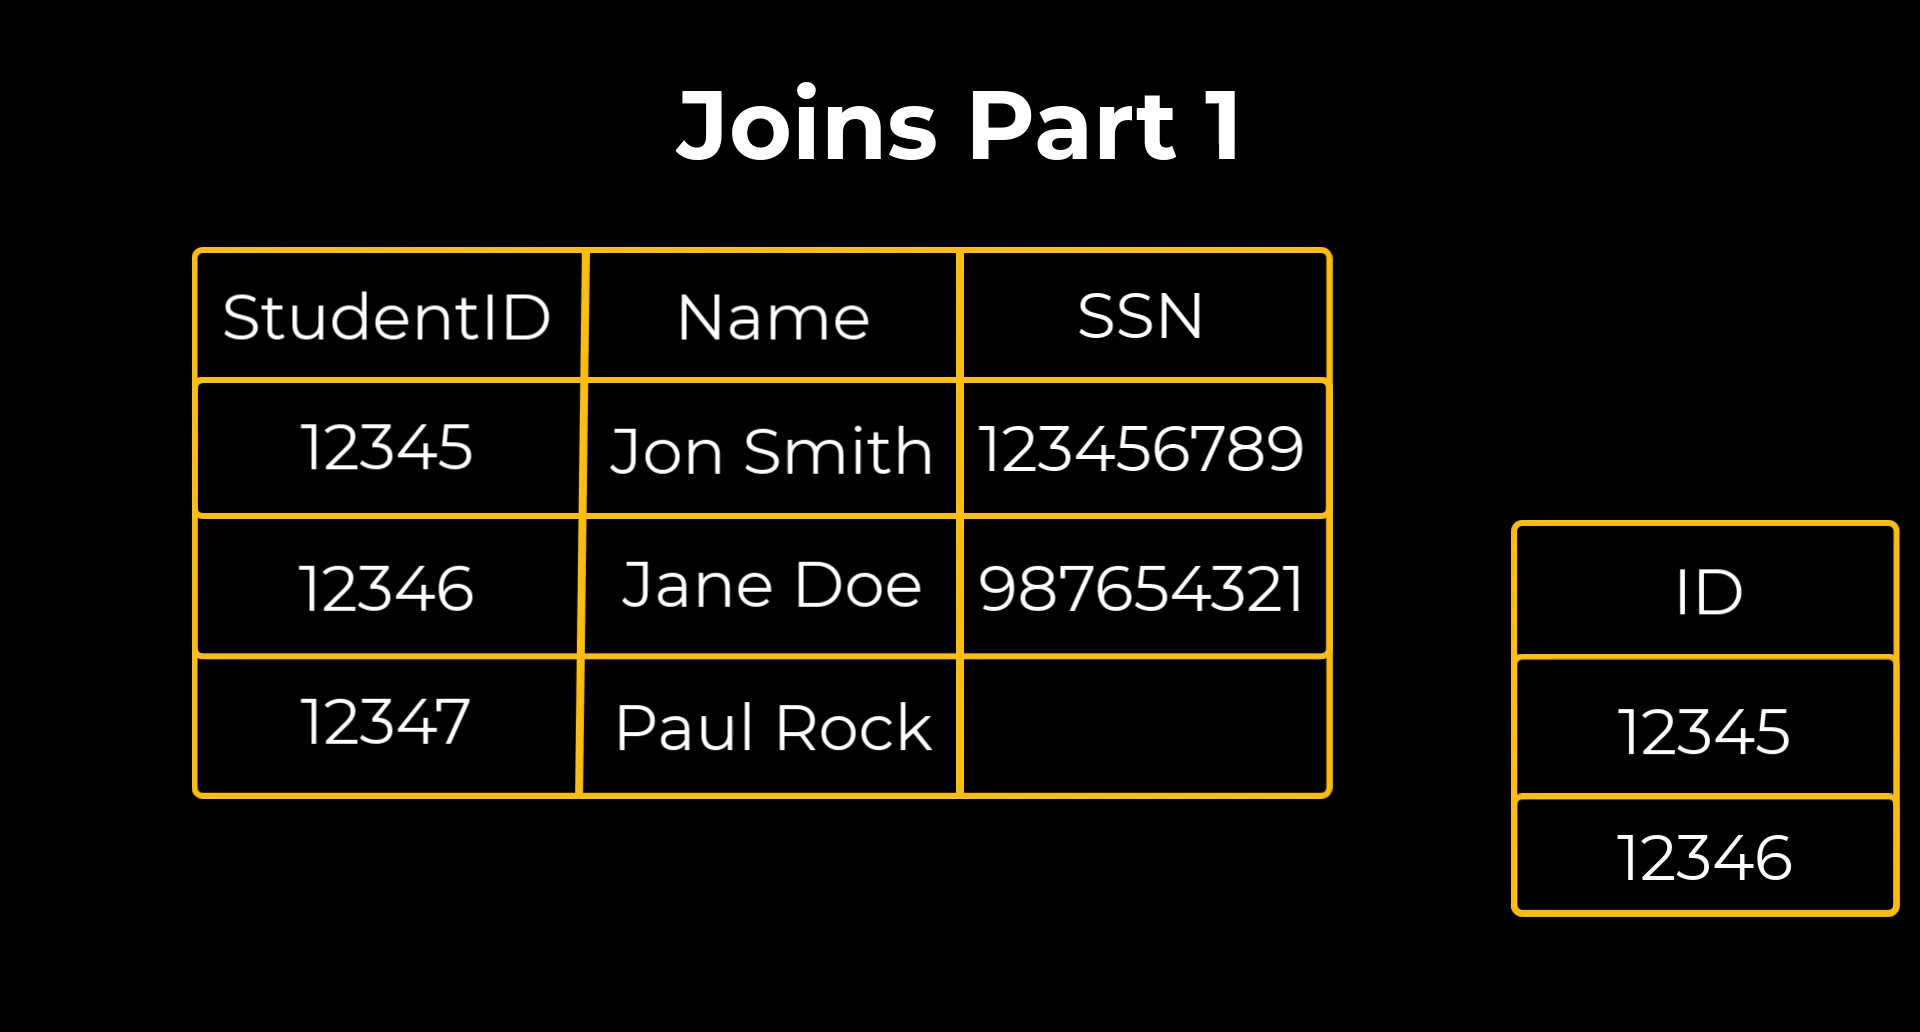 Joins Part 1
StudentID Name SSN
12345 Jon Smith 123456789
12346 Jane Doe 987654321
12347 Paul Rock
ID
12345
12346